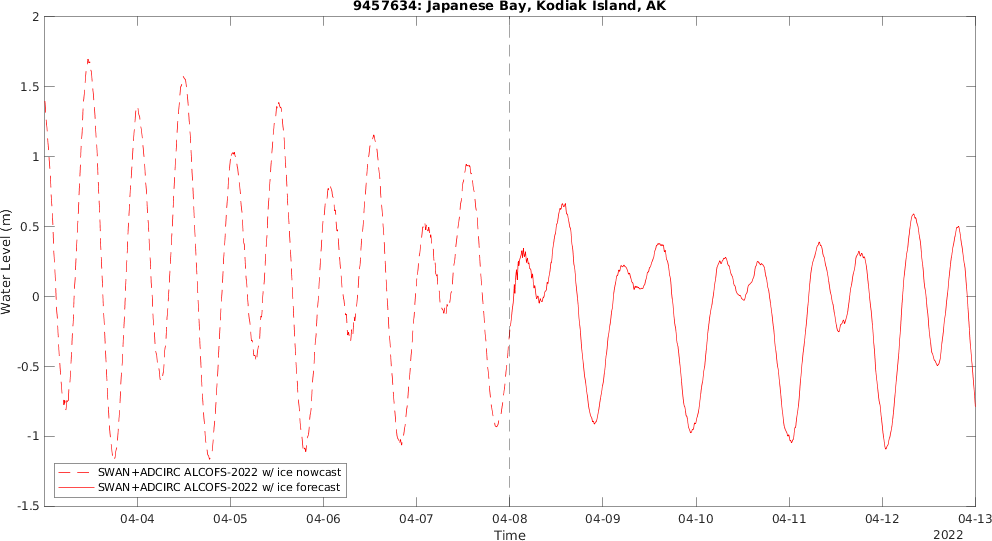 9457634: Japanese Bay, Kodiak Island, AK
2
1.5
1
0.5
0
-0.5
-1
-1.5
Water Level (m)
SWAN+ADCIRC ALCOFS-2022 w/ ice nowcast
SWAN+ADCIRC ALCOFS-2022 w/ ice forecast
04-04 04-05 04-06 04-07 04-08 04-09 04-10 04-11 04-12 04-13
Time
2022